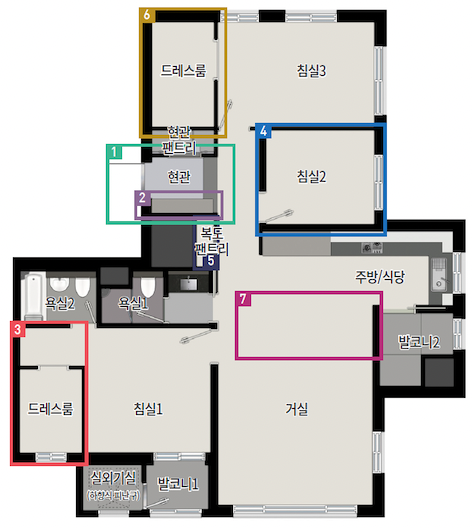 6
드레스룸
침실3
현관
팬트리
4
1
현관
침실2
2
복도
팬트리
5
주방/식당
욕실2
욕실1
7
3
발코니2
드레스룸
침실1
거실
실외기실
(하향식 피난구)
발코니1